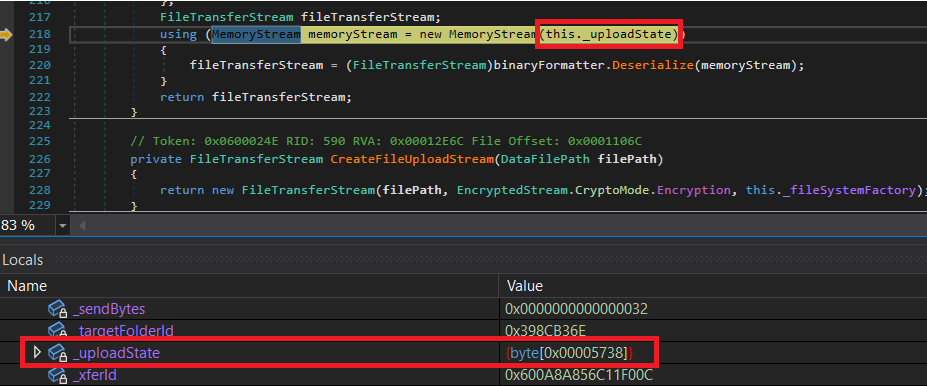 217 FileTransferStream fileTransferStream;
218 using (MemoryStream memoryStream = new MemoryStream(this._uploadState))
219 {
220 fileTransferStream = (FileTransferStream)binaryFormatter.Deserialize(memoryStream);
221 }
222 return fileTransferStream;
223 }
224
225 // Token: 0x0600024E RID: 590 RVA: 0x00012E6C File Offset: 0x0001106C
226 private FileTransferStream CreateFileUploadStream(DataFilePath filePath)
227 {
228 return new FileTransferStream(filePath, EncryptedStream.CryptoMode.Encryption, this._fileSystemFactory);
229 }
83 %
Locals
Name Value
_sendBytes 0x0000000000000032
_targetFolderId 0x398CB36E
_uploadState {byte[0x00005738]}
_xferId 0x600A8A856C11F00C